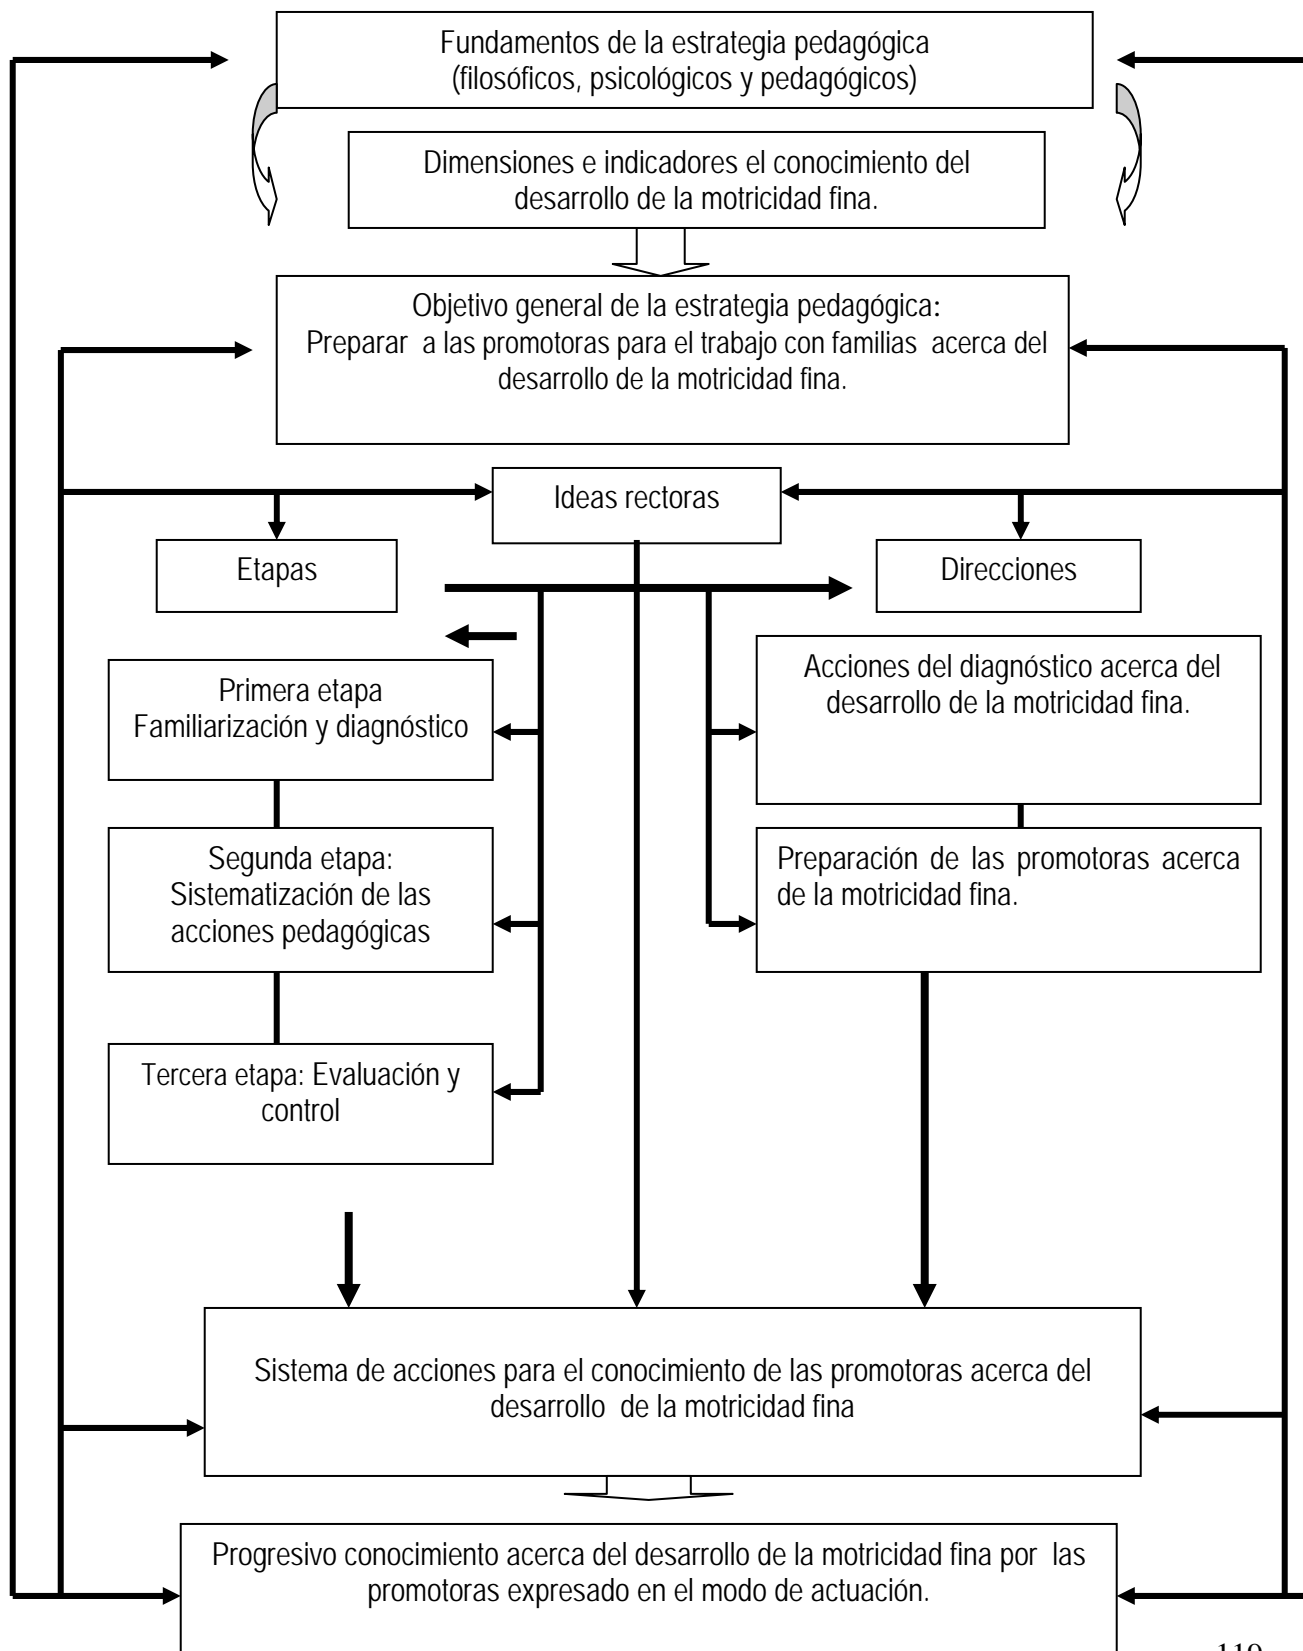 Fundamentos de la estrategia pedagógica
(filosóficos, psicológicos y pedagógicos)
Dimensiones e indicadores el conocimiento del
desarrollo de la motricidad fina.
Objetivo general de la estrategia pedagógica:
Preparar a las promotoras para el trabajo con familias acerca del
desarrollo de la motricidad fina.
Ideas rectoras
Etapas
Direcciones
Primera etapa
Familiarización y diagnóstico
Acciones del diagnóstico acerca del
desarrollo de la motricidad fina.
Segunda etapa:
Sistematización de las
acciones pedagógicas
Preparación de las promotoras acerca
de la motricidad fina.
Tercera etapa: Evaluación y
control
Sistema de acciones para el conocimiento de las promotoras acerca del
desarrollo de la motricidad fina
Progresivo conocimiento acerca del desarrollo de la motricidad fina por las
promotoras expresado en el modo de actuación.